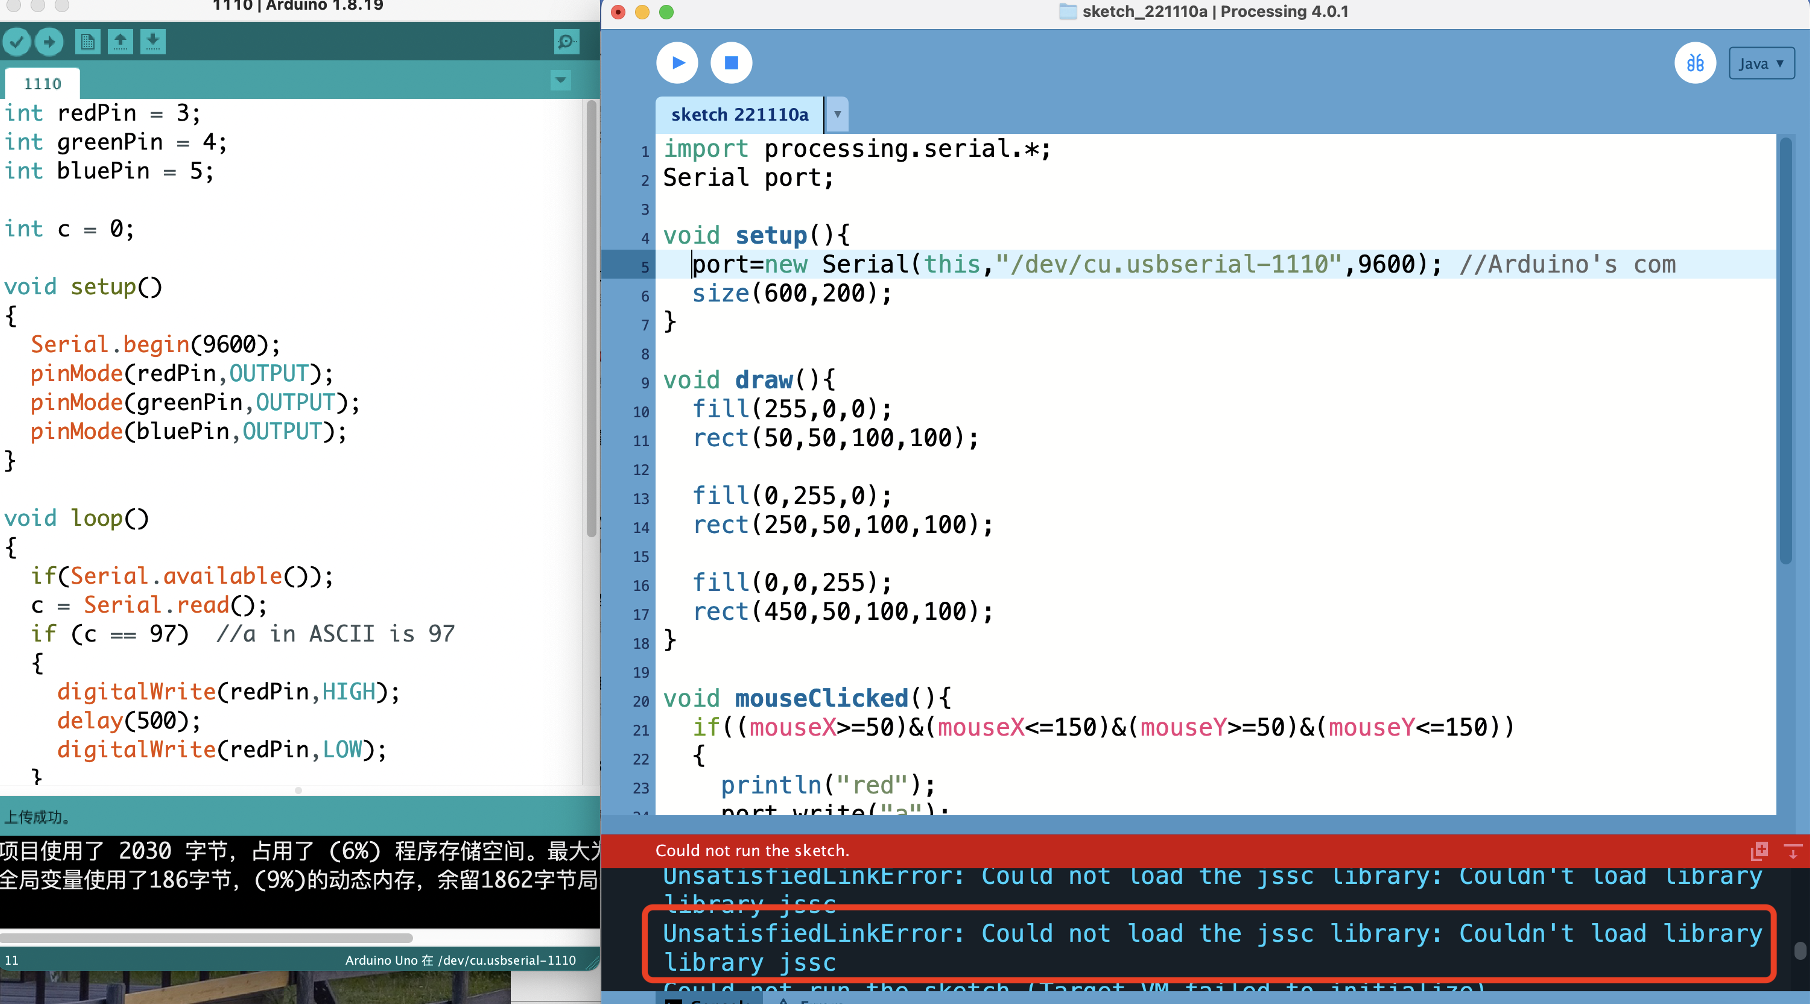 1110 | Arduino 1.8.19
1110
int redPin = 3;
int greenPin = 4;
int bluePin = 5;
int c = 0;
void setup()
{
Serial.begin(9600);
pinMode(redPin,OUTPUT);
pinMode(greenPin,OUTPUT);
pinMode(bluePin,OUTPUT);
}
void loop()
{
if(Serial.available());
c = Serial.read();
if (c == 97)  //a in ASCII is 97
{
digitalWrite(redPin,HIGH);
delay(500);
digitalWrite(redPin,LOW);
}
上传成功。
项目使用了 2030 字节，占用了 (6%) 程序存储空间。最大为
全局变量使用了186字节，(9%)的动态内存，余留1862字节局
11
Arduino Uno 在 /dev/cu.usbserial-1110
sketch_221110a | Processing 4.0.1
Java ▼
sketch 221110a
▼
1 import processing.serial.*;
2 Serial port;
3
4 void setup(){
5 port=new Serial(this,"/dev/cu.usbserial-1110",9600); //Arduino's com
6 size(600,200);
7 }
8
9 void draw(){
10 fill(255,0,0);
11 rect(50,50,100,100);
12
13 fill(0,255,0);
14 rect(250,50,100,100);
15
16 fill(0,0,255);
17 rect(450,50,100,100);
18 }
19
20 void mouseClicked(){
21 if((mouseX>=50)&(mouseX<=150)&(mouseY>=50)&(mouseY<=150))
22 {
23 println("red");
24 port.write("a");
Could not run the sketch.
UnsatisfiedLinkError: Could not load the jssc library: Couldn't load library
library jssc
UnsatisfiedLinkError: Could not load the jssc library: Couldn't load library
library jssc
Could not run the sketch (Target VM failed to initialize).
Console